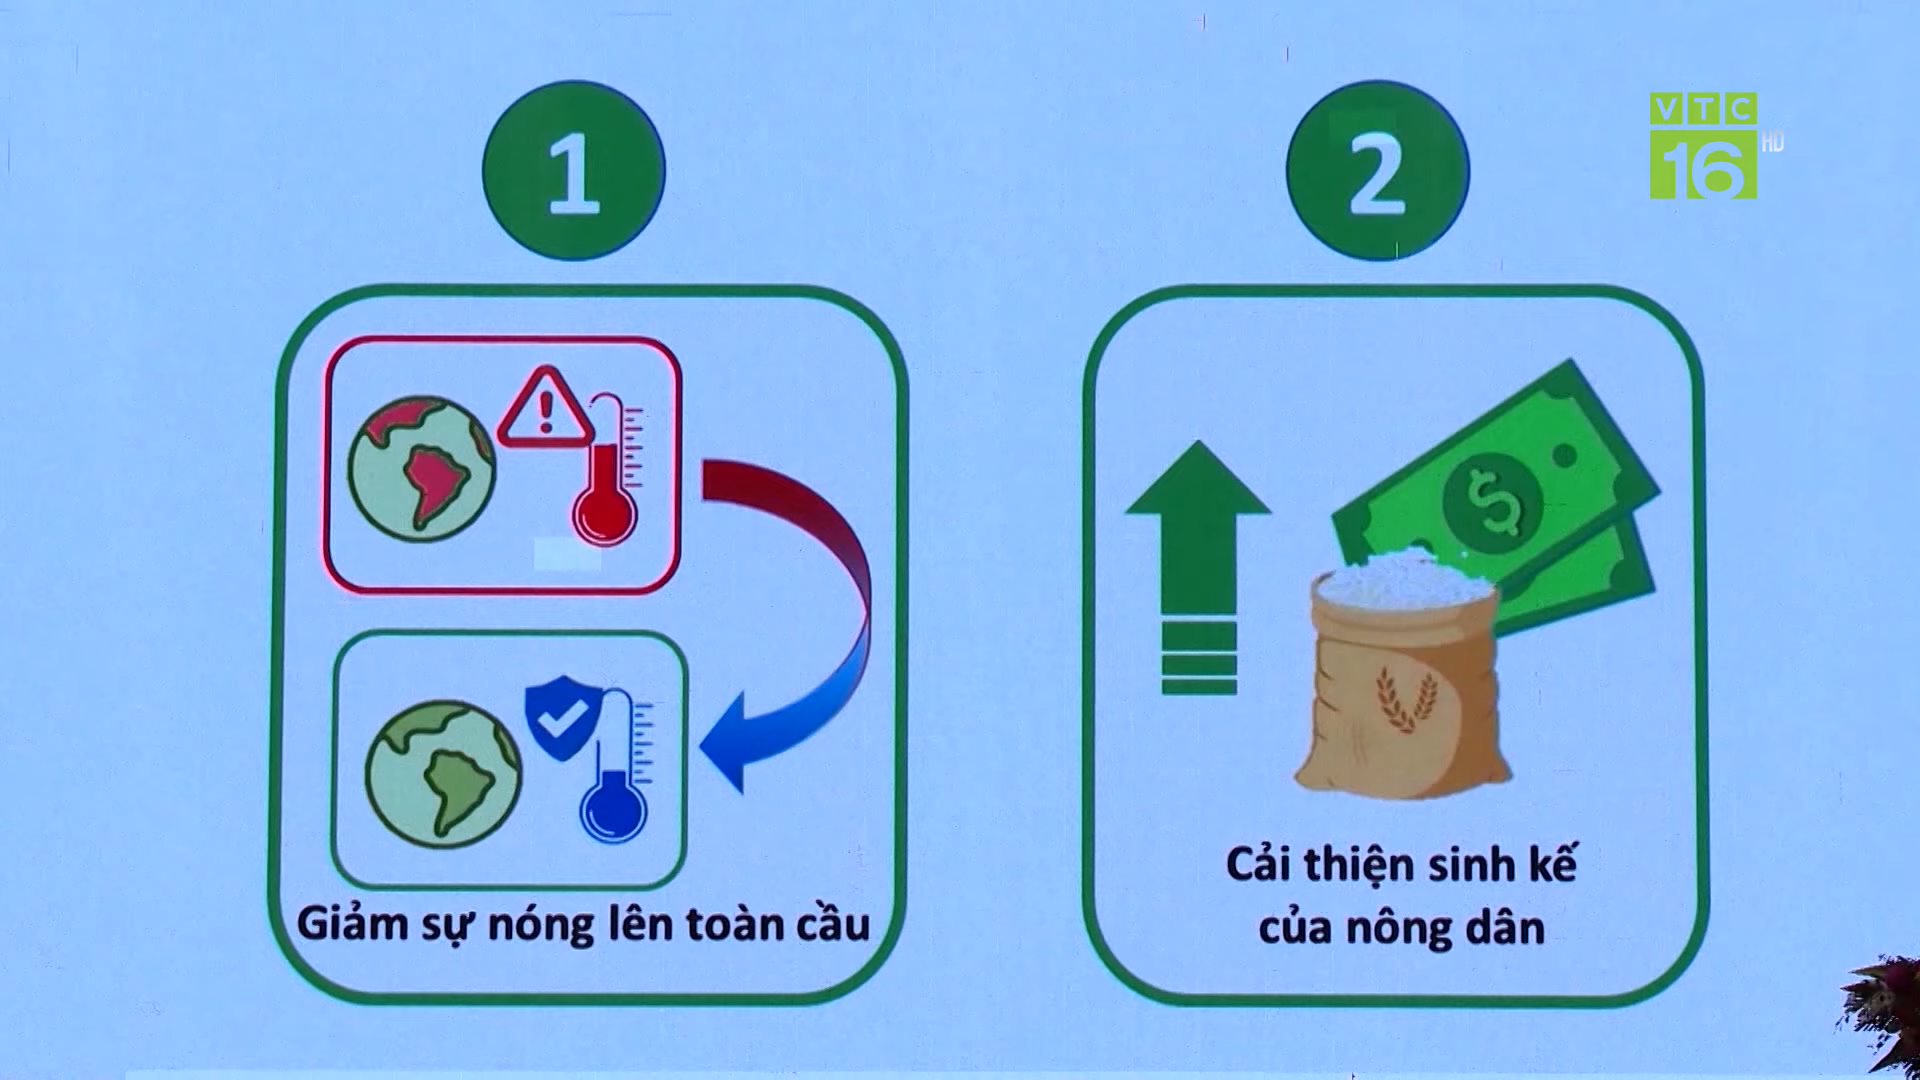 1
2
VTC
16 HD
$
Giảm sự nóng lên toàn cầu
Cải thiện sinh kế
của nông dân